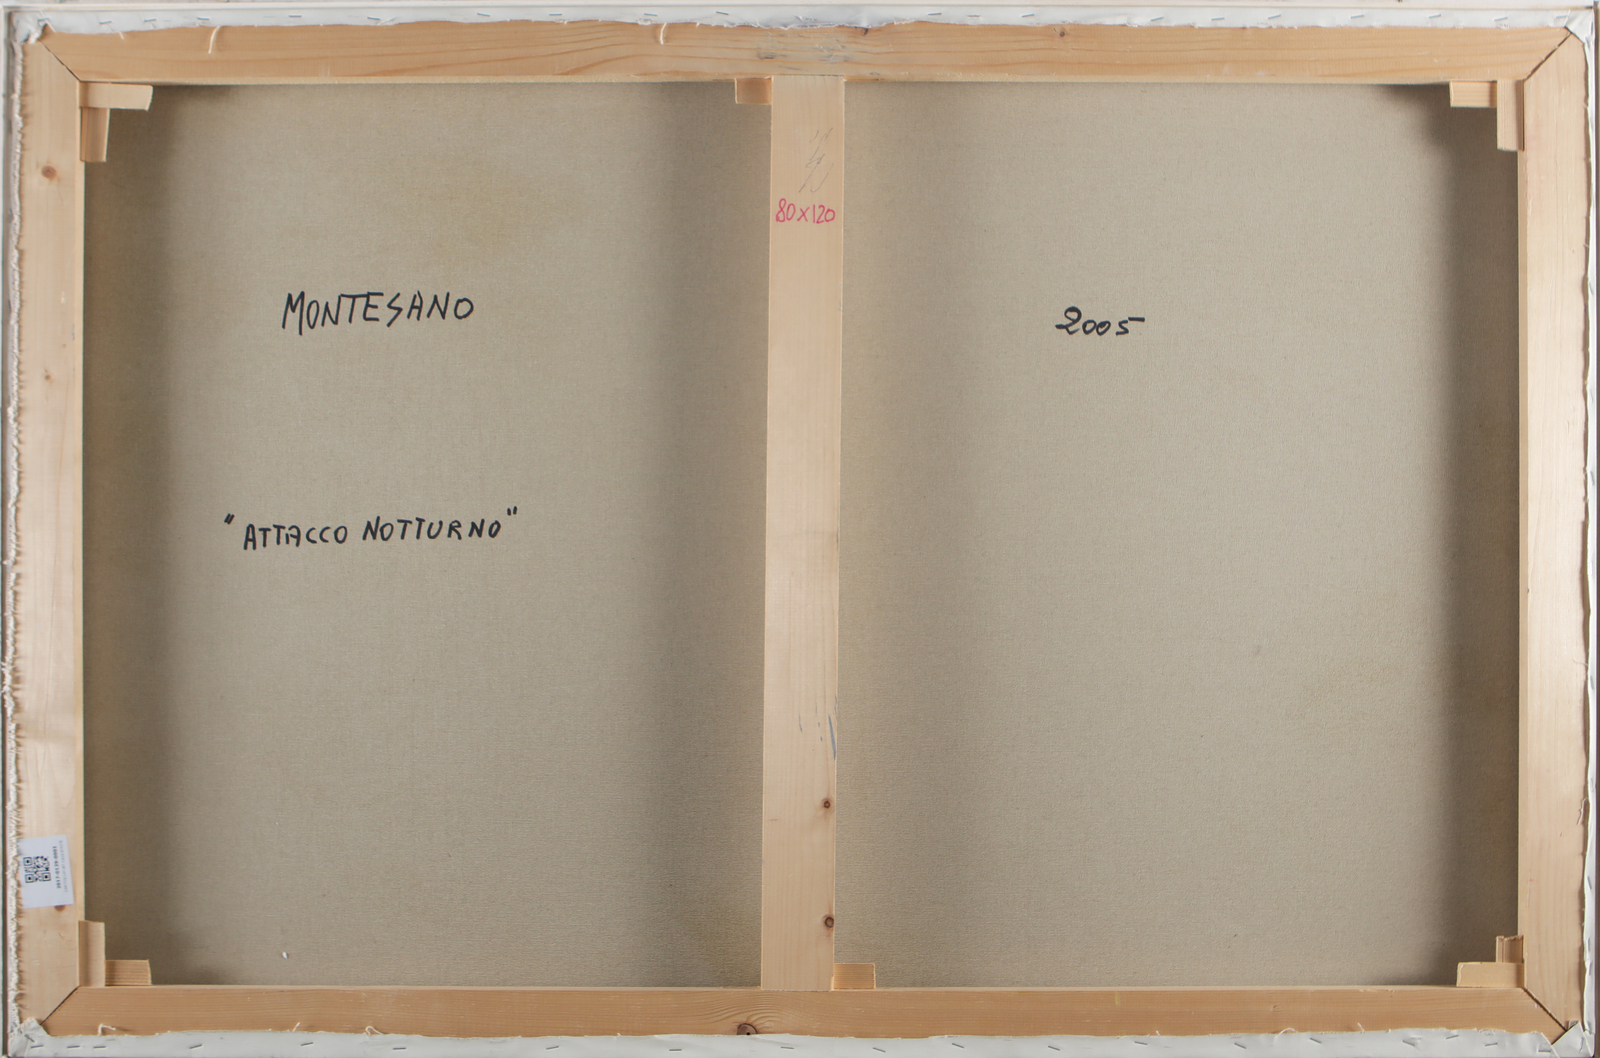 80x120
MONTESANO
2005
"ATTACCO NOTTURNO"